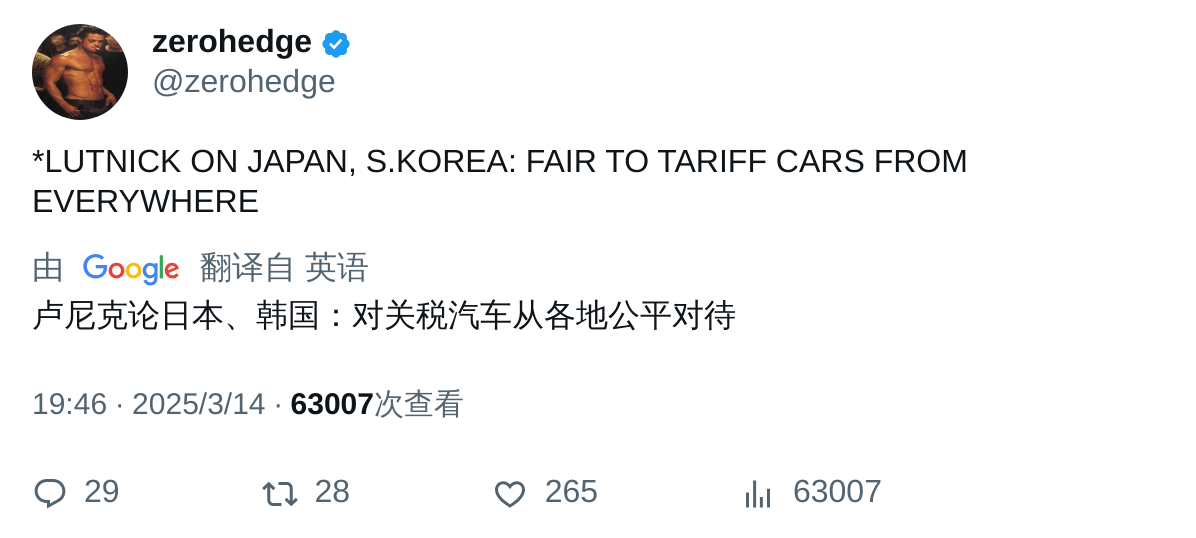 zerohedge
@zerohedge
*LUTNICK ON JAPAN, S.KOREA: FAIR TO TARIFF CARS FROM
EVERYWHERE
由 Google 翻译自 英语
卢尼克论日本、韩国：对关税汽车从各地公平对待
19:46 · 2025/3/14 · 63007次查看
29 28 265 63007